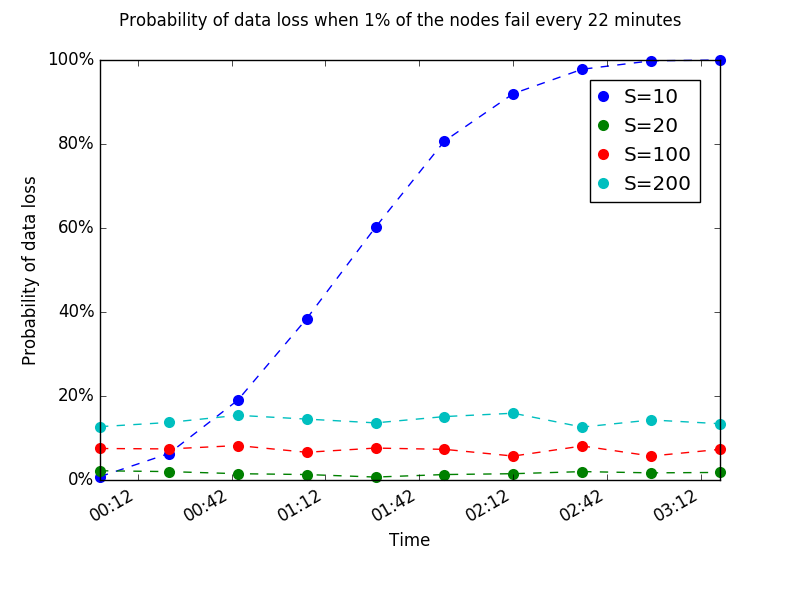 Probability of data loss when 1% of the nodes fail every 22 minutes
100%
80%
60%
40%
20%
0%
Probability of data loss
S=10
S=20
S=100
S=200
00:12
00:42
01:12
01:42
02:12
02:42
03:12
Time